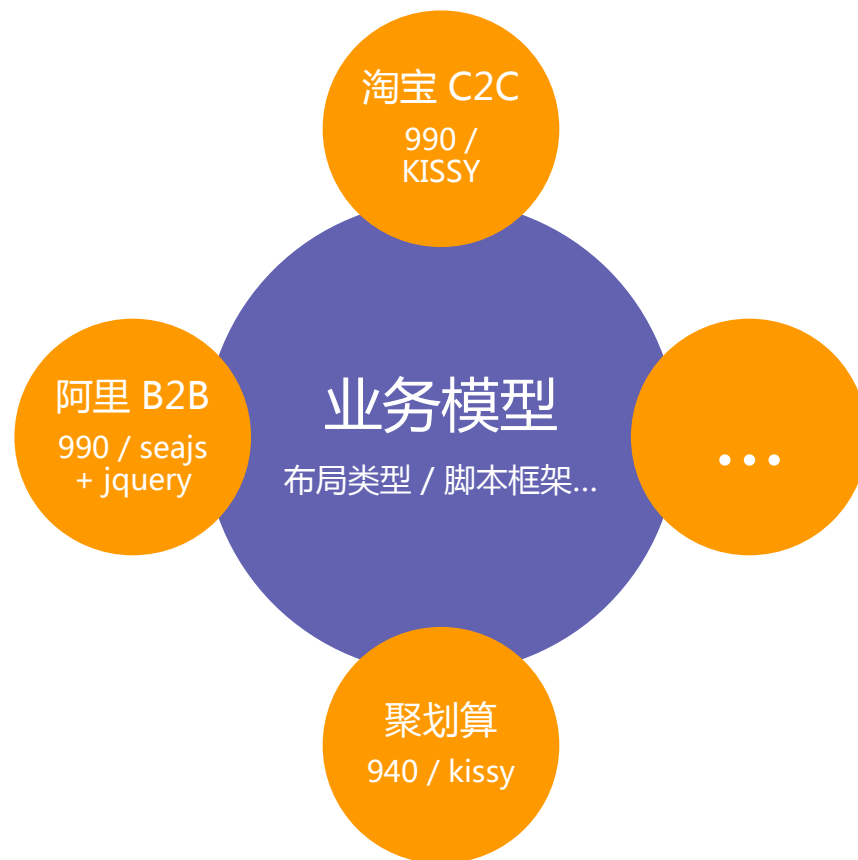 淘宝 C2C
990 /
KISSY
阿里 B2B
990 / seajs
+ jquery
业务模型
布局类型 / 脚本框架...
...
聚划算
940 / kissy